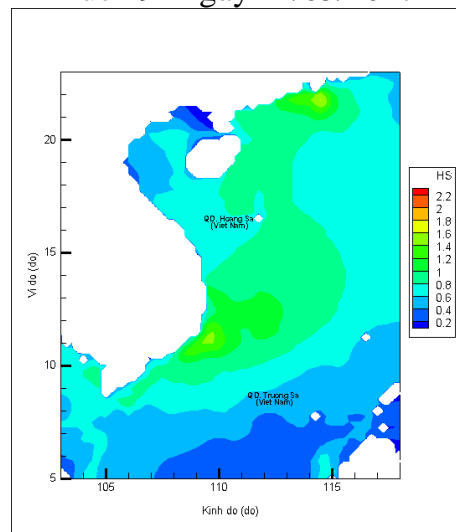 20
15
10
5
105
110
115
Vi do (do)
Kinh do (do)
QD. Hoang Sa
(Viet Nam)
QD. Truong Sa
(Viet Nam)
HS
2.2
2
1.8
1.6
1.4
1.2
1
0.8
0.6
0.4
0.2